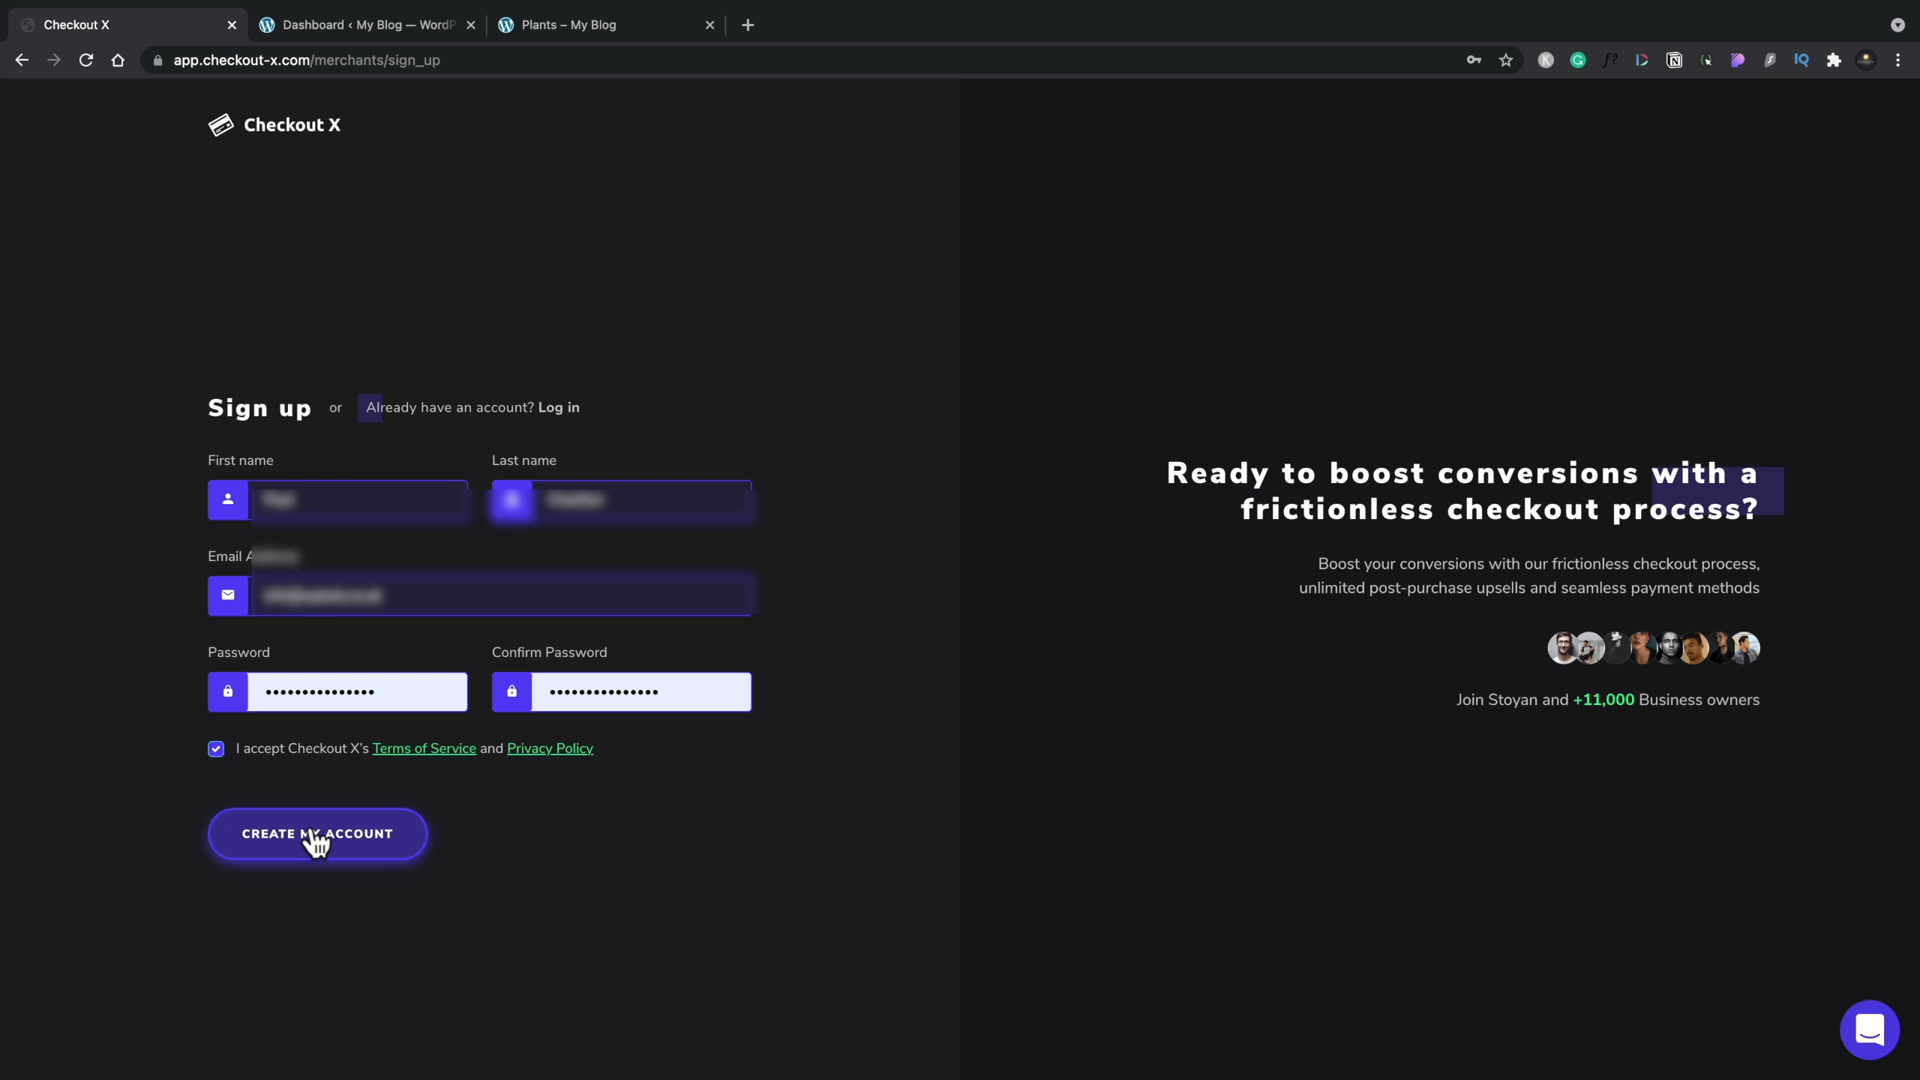 Checkout X
Dashboard ‹ My Blog — WordP
Plants – My Blog
app.checkout-x.com/merchants/sign_up
Checkout X
Sign up or Already have an account? Log in
First name Last name
Email
Password Confirm Password
••••••••••••••• •••••••••••••••
I accept Checkout X's Terms of Service and Privacy Policy
CREATE MY ACCOUNT
Ready to boost conversions with a
frictionless checkout process?
Boost your conversions with our frictionless checkout process,
unlimited post-purchase upsells and seamless payment methods
Join Stoyan and +11,000 Business owners